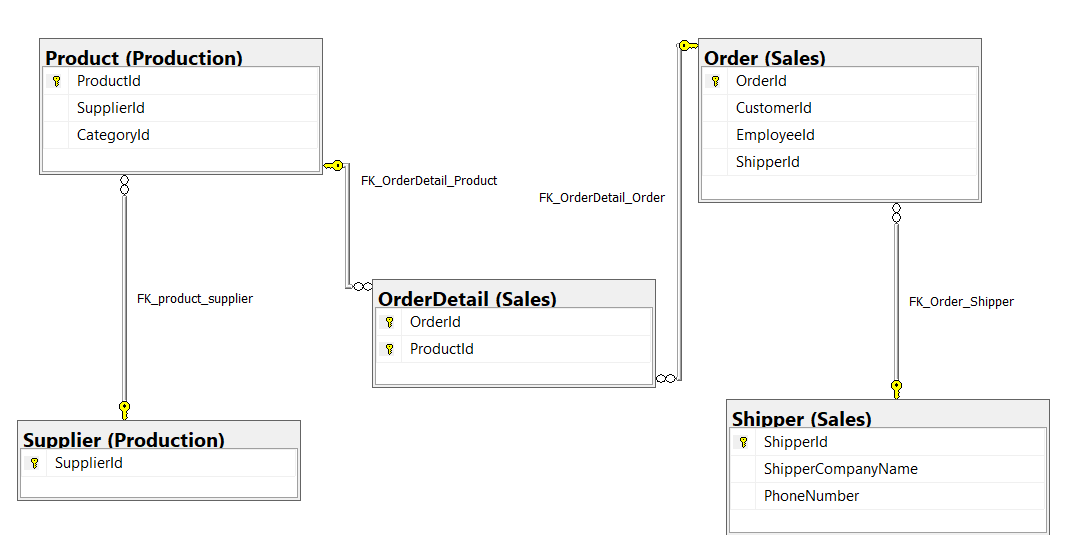 Product (Production)
ProductId
SupplierId
CategoryId
Order (Sales)
OrderId
CustomerId
EmployeeId
ShipperId
FK_OrderDetail_Product
FK_OrderDetail_Order
FK_product_supplier
OrderDetail (Sales)
OrderId
ProductId
FK_Order_Shipper
Supplier (Production)
SupplierId
Shipper (Sales)
ShipperId
ShipperCompanyName
PhoneNumber